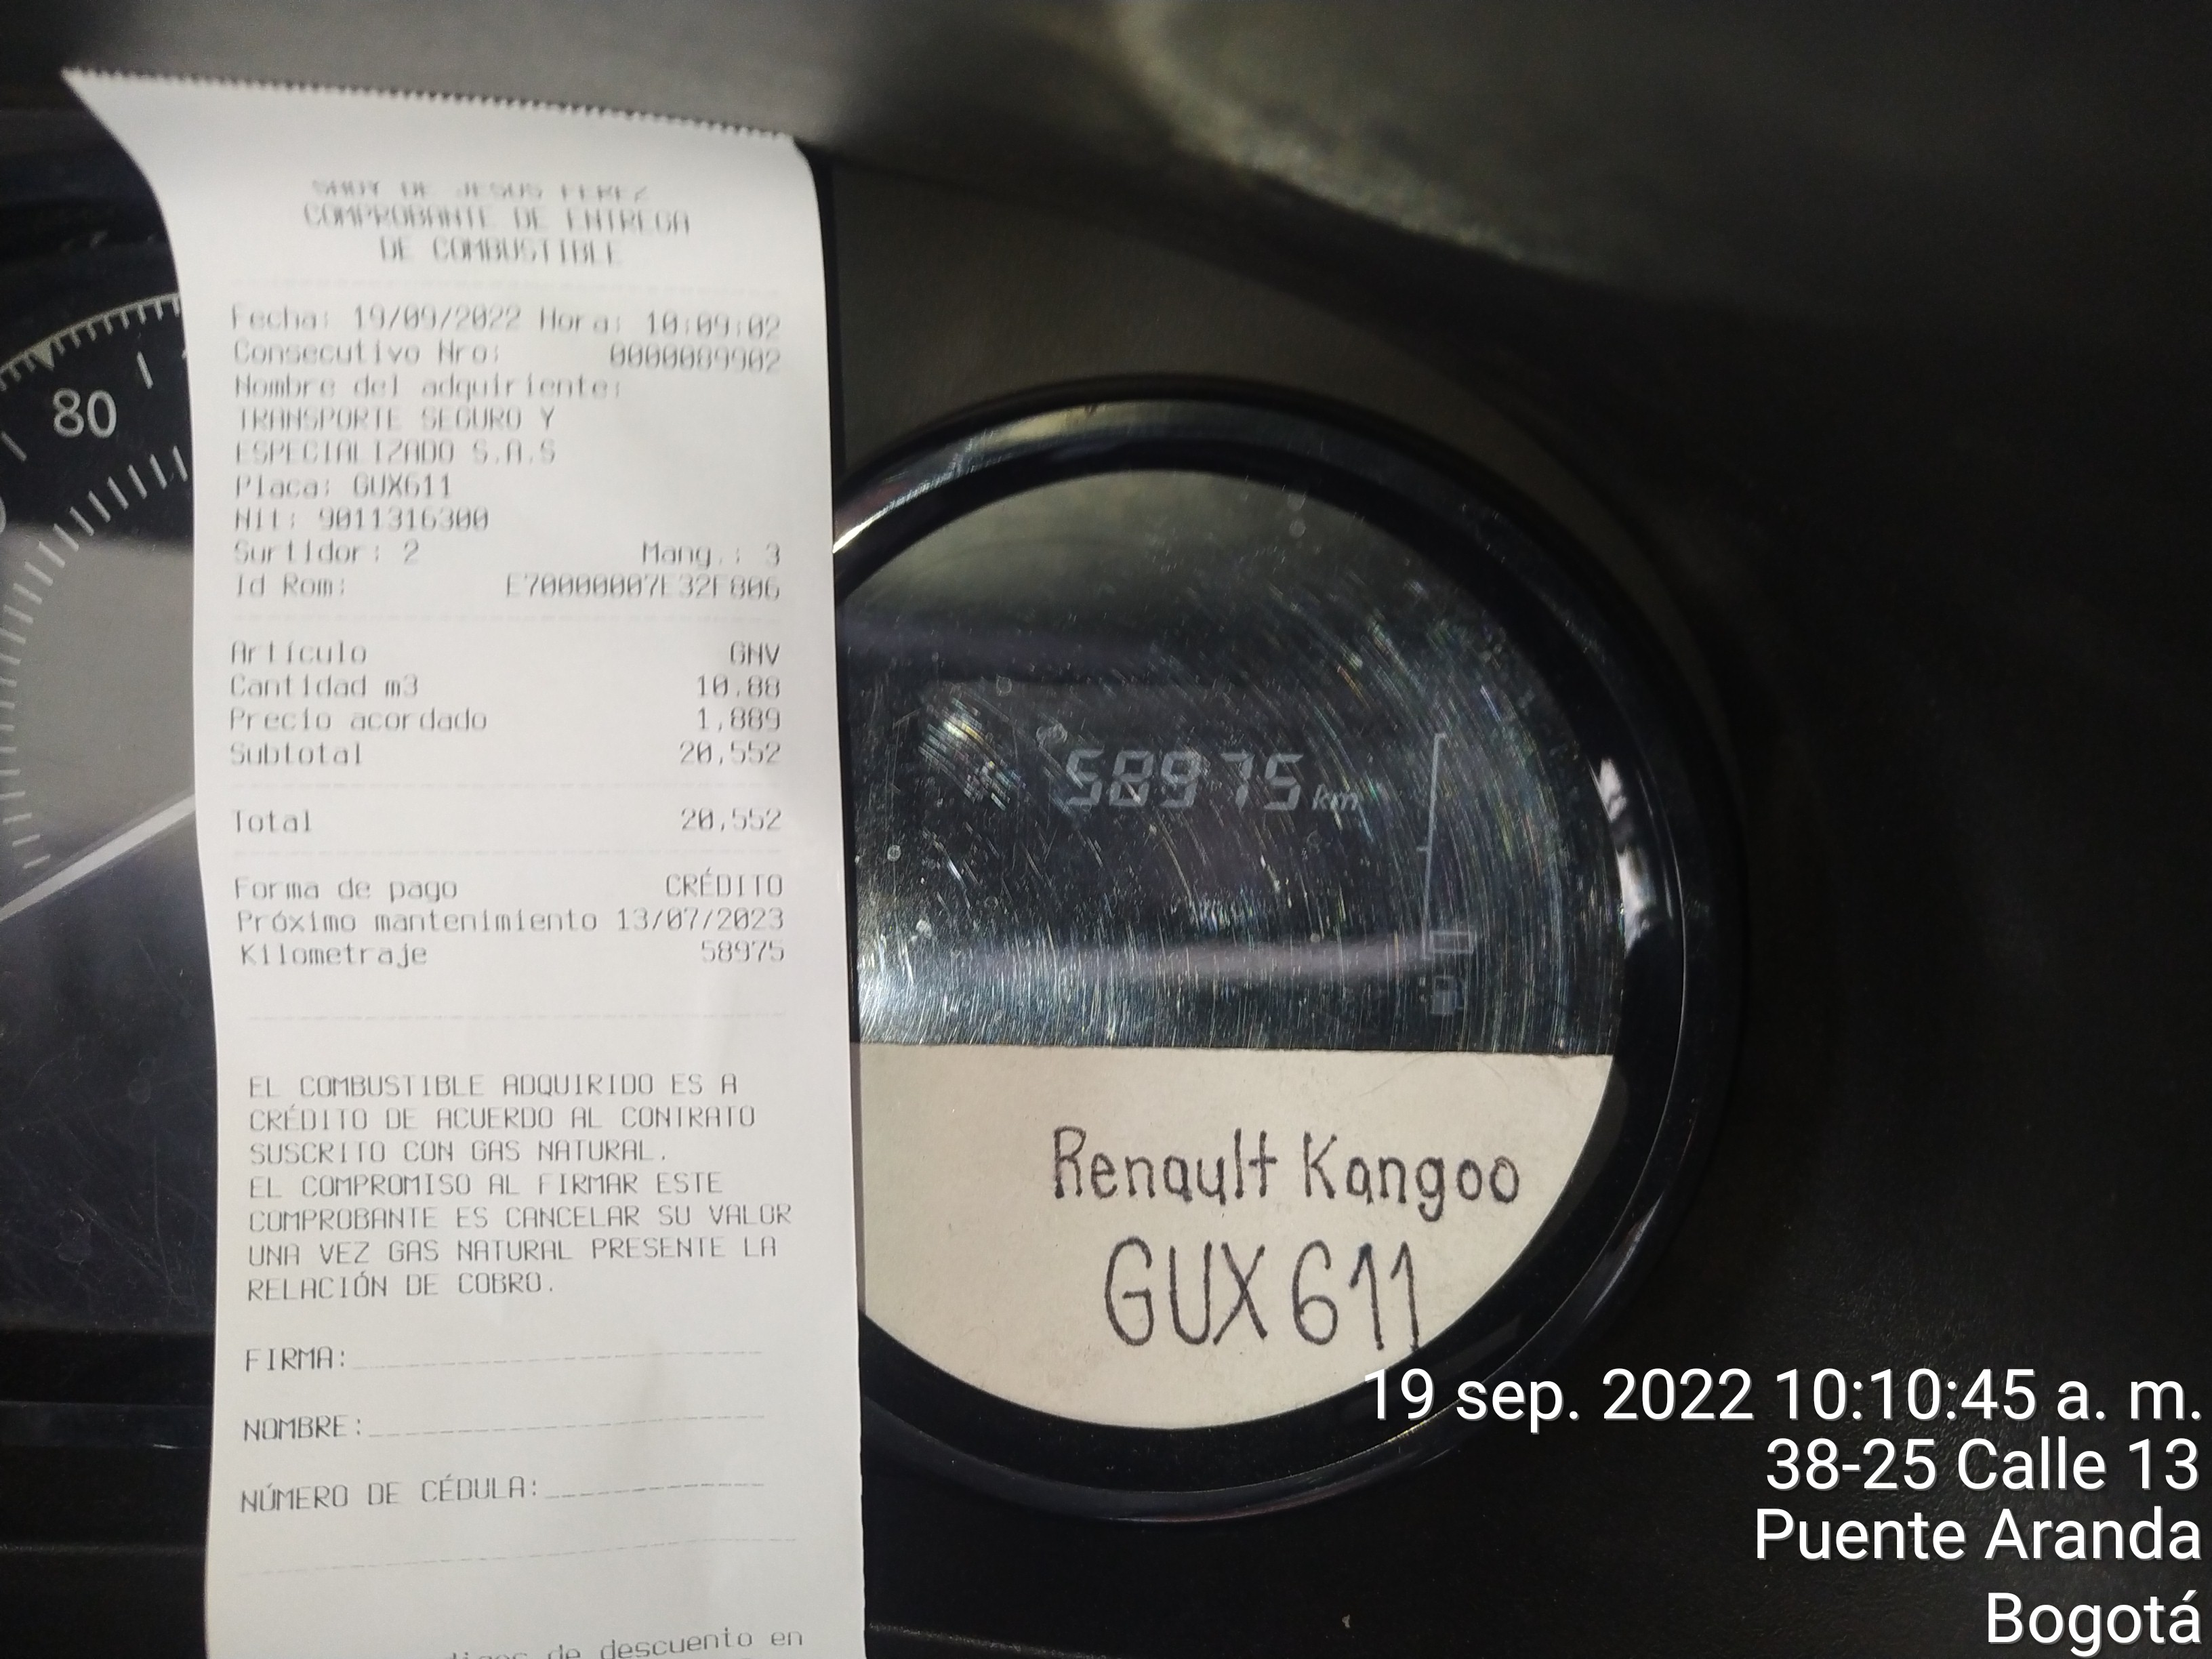 80
DE JESUS PEREZ
COMPROBANTE DE ENTREGA
DE COMBUSTIBLE
Fecha: 19/09/2022 Hora: 10:09:02
Consecutivo Nro: 0000089902
Nombre del adquiriente:
TRANSPORTE SEGURO Y
ESPECIALIZADO S.A.S
Placa: GUX611
Nit: 9011316300
Surtidor: 2 Mang.: 3
Id Rom: E70000007E32F806
Artículo GNV
Cantidad m3 10.88
Precio acordado 1,889
Subtotal 20,552
Total 20,552
Forma de pago CRÉDITO
Próximo mantenimiento 13/07/2023
Kilometraje 58975
EL COMBUSTIBLE ADQUIRIDO ES A
CRÉDITO DE ACUERDO AL CONTRATO
SUSCRITO CON GAS NATURAL.
EL COMPROMISO AL FIRMAR ESTE
COMPROBANTE ES CANCELAR SU VALOR
UNA VEZ GAS NATURAL PRESENTE LA
RELACIÓN DE COBRO.
FIRMA:
NOMBRE:
NÚMERO DE CÉDULA:
de descuento en
58975 km
Renault Kangoo
GUX611
19 sep. 2022 10:10:45 a. m.
38-25 Calle 13
Puente Aranda
Bogotá